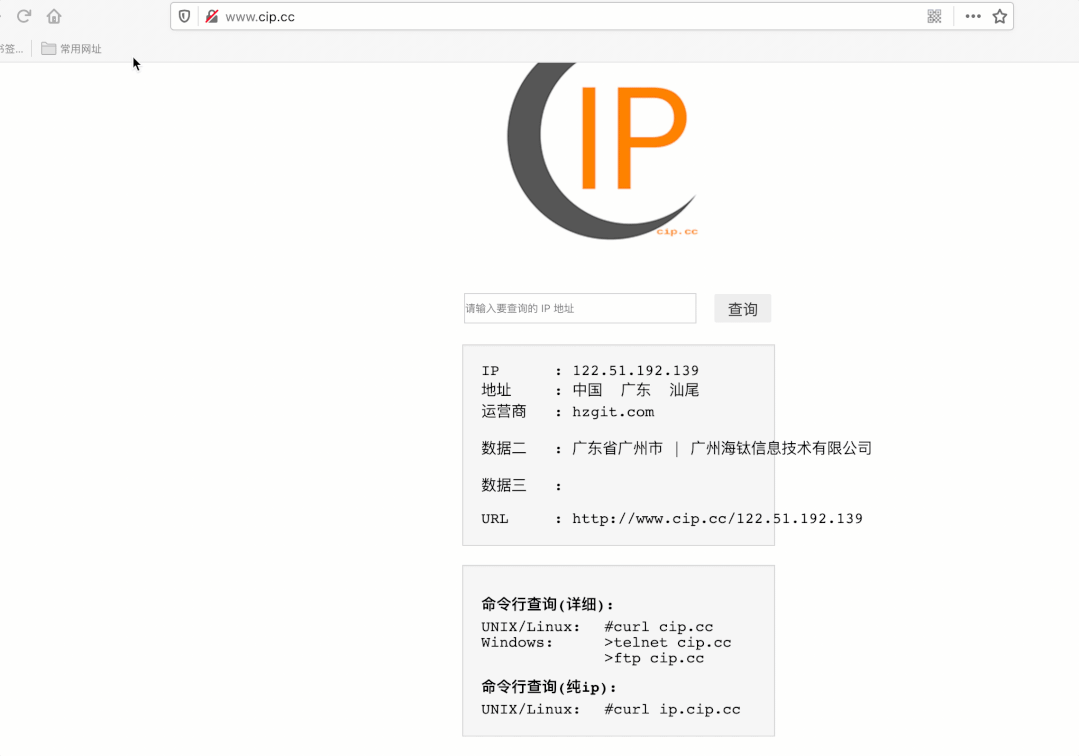 www.cip.cc
书签...
常用网址
IP
cip.cc
请输入要查询的 IP 地址
查询
IP : 122.51.192.139
地址 : 中国 广东 汕尾
运营商 : hzgit.com
数据二 : 广东省广州市 | 广州海钛信息技术有限公司
数据三 :
URL : http://www.cip.cc/122.51.192.139
命令行查询(详细):
UNIX/Linux: #curl cip.cc
Windows: >telnet cip.cc
>ftp cip.cc
命令行查询(纯ip):
UNIX/Linux: #curl ip.cip.cc